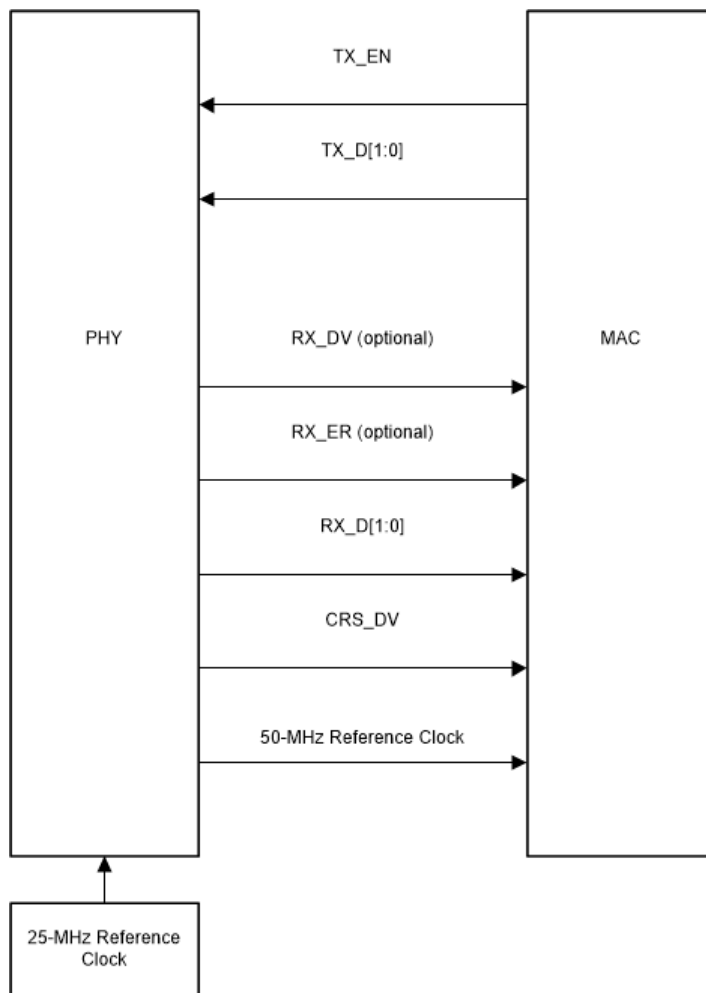 TX_EN
TX_D[1:0]
PHY
RX_DV (optional)
MAC
RX_ER (optional)
RX_D[1:0]
CRS_DV
50-MHz Reference Clock
25-MHz Reference
Clock